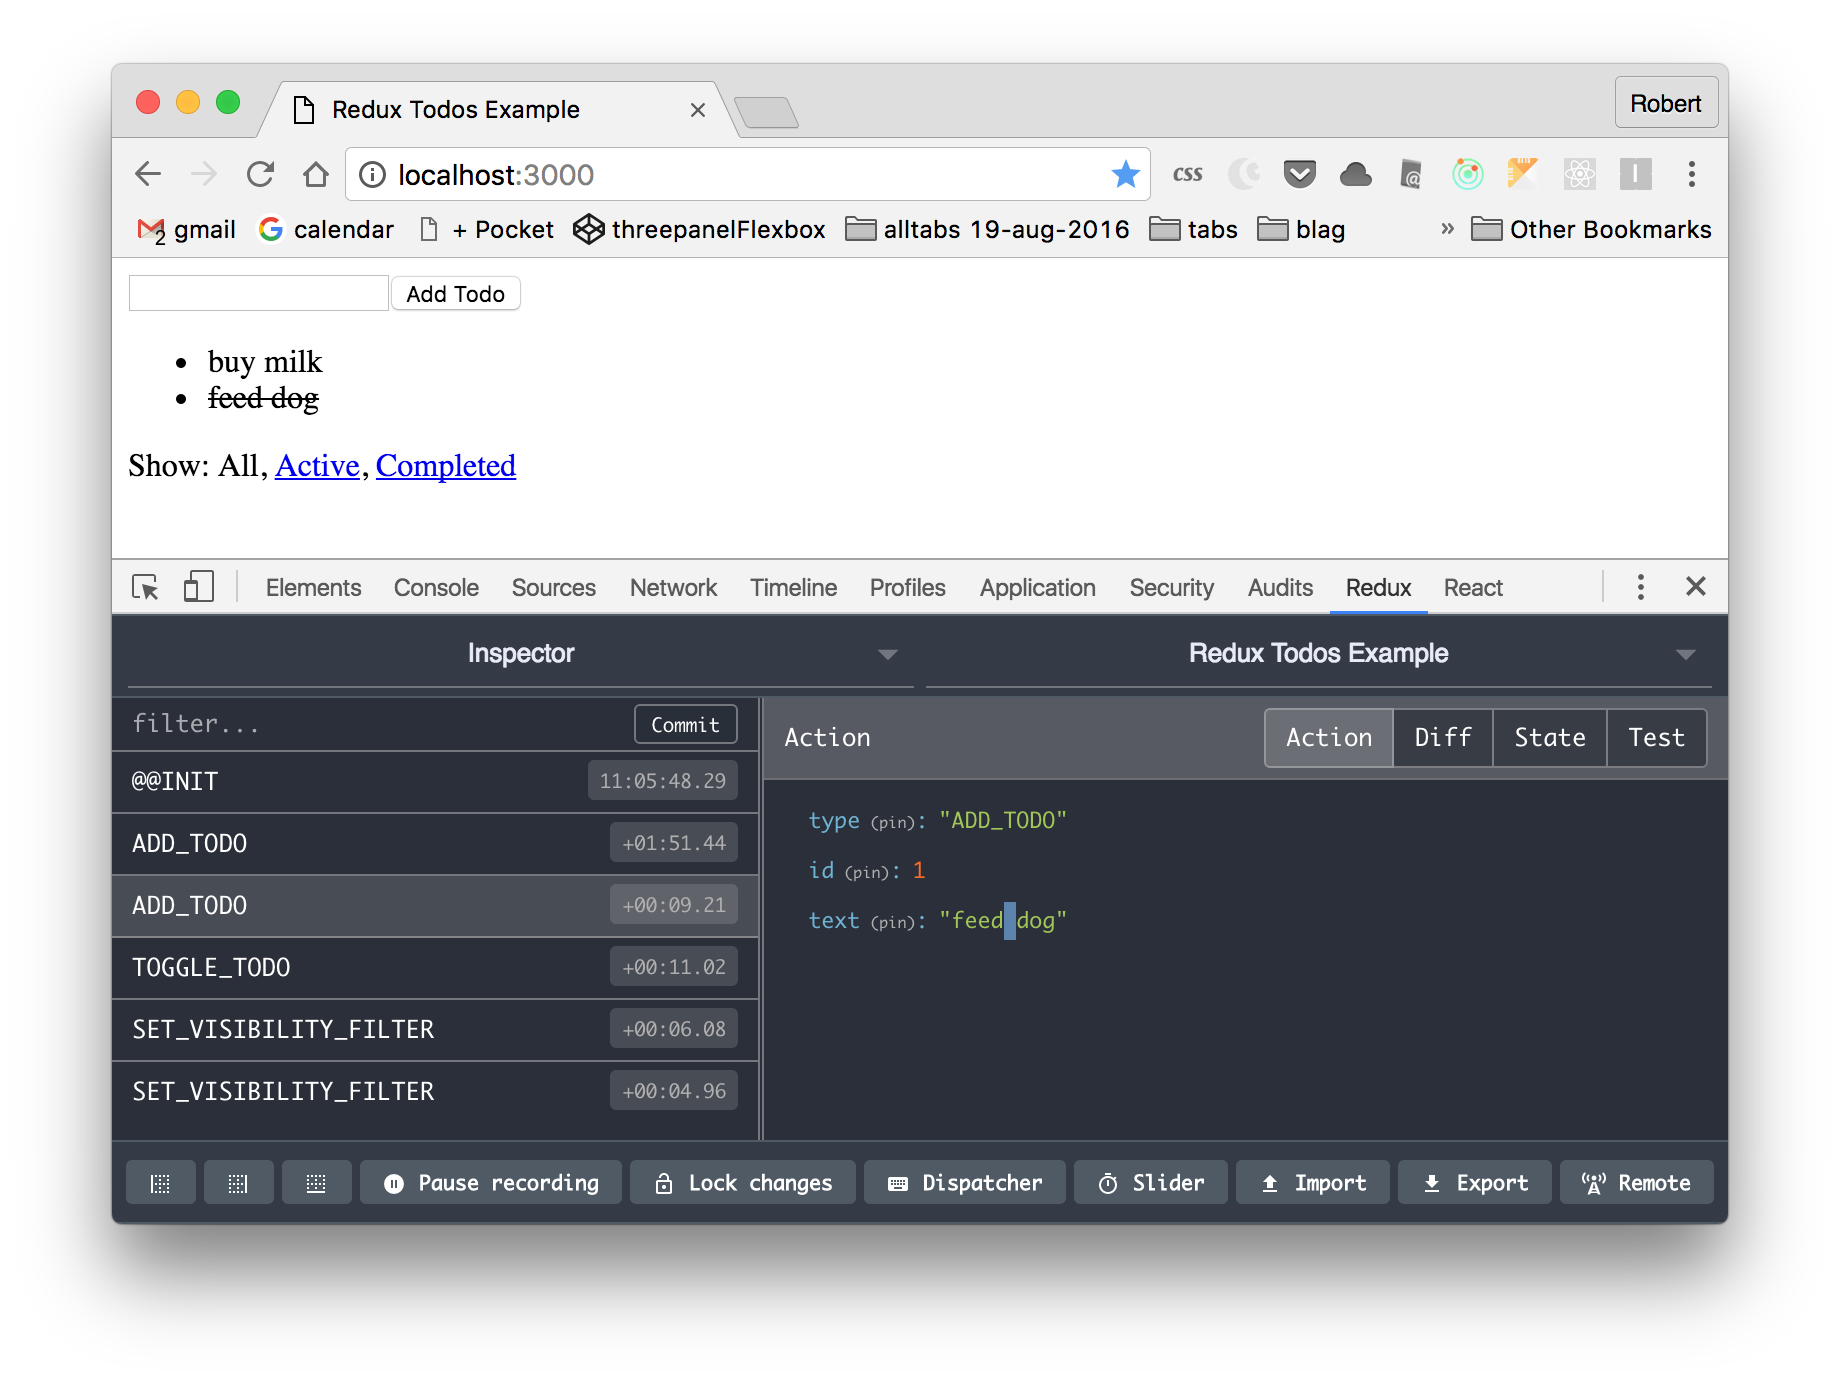 Redux Todos Example
Robert
localhost:3000
css
@
2 gmail calendar + Pocket threepanelFlexbox alltabs 19-aug-2016 tabs blag » Other Bookmarks
Add Todo
buy milk
feed dog
Show: All, Active, Completed
Elements Console Sources Network Timeline Profiles Application Security Audits Redux React
Inspector
Redux Todos Example
filter...
Commit
@@INIT 11:05:48.29
ADD_TODO +01:51.44
ADD_TODO +00:09.21
TOGGLE_TODO +00:11.02
SET_VISIBILITY_FILTER +00:06.08
SET_VISIBILITY_FILTER +00:04.96
Action
Action Diff State Test
type (pin): "ADD_TODO"
id (pin): 1
text (pin): "feed dog"
Pause recording Lock changes Dispatcher Slider Import Export Remote